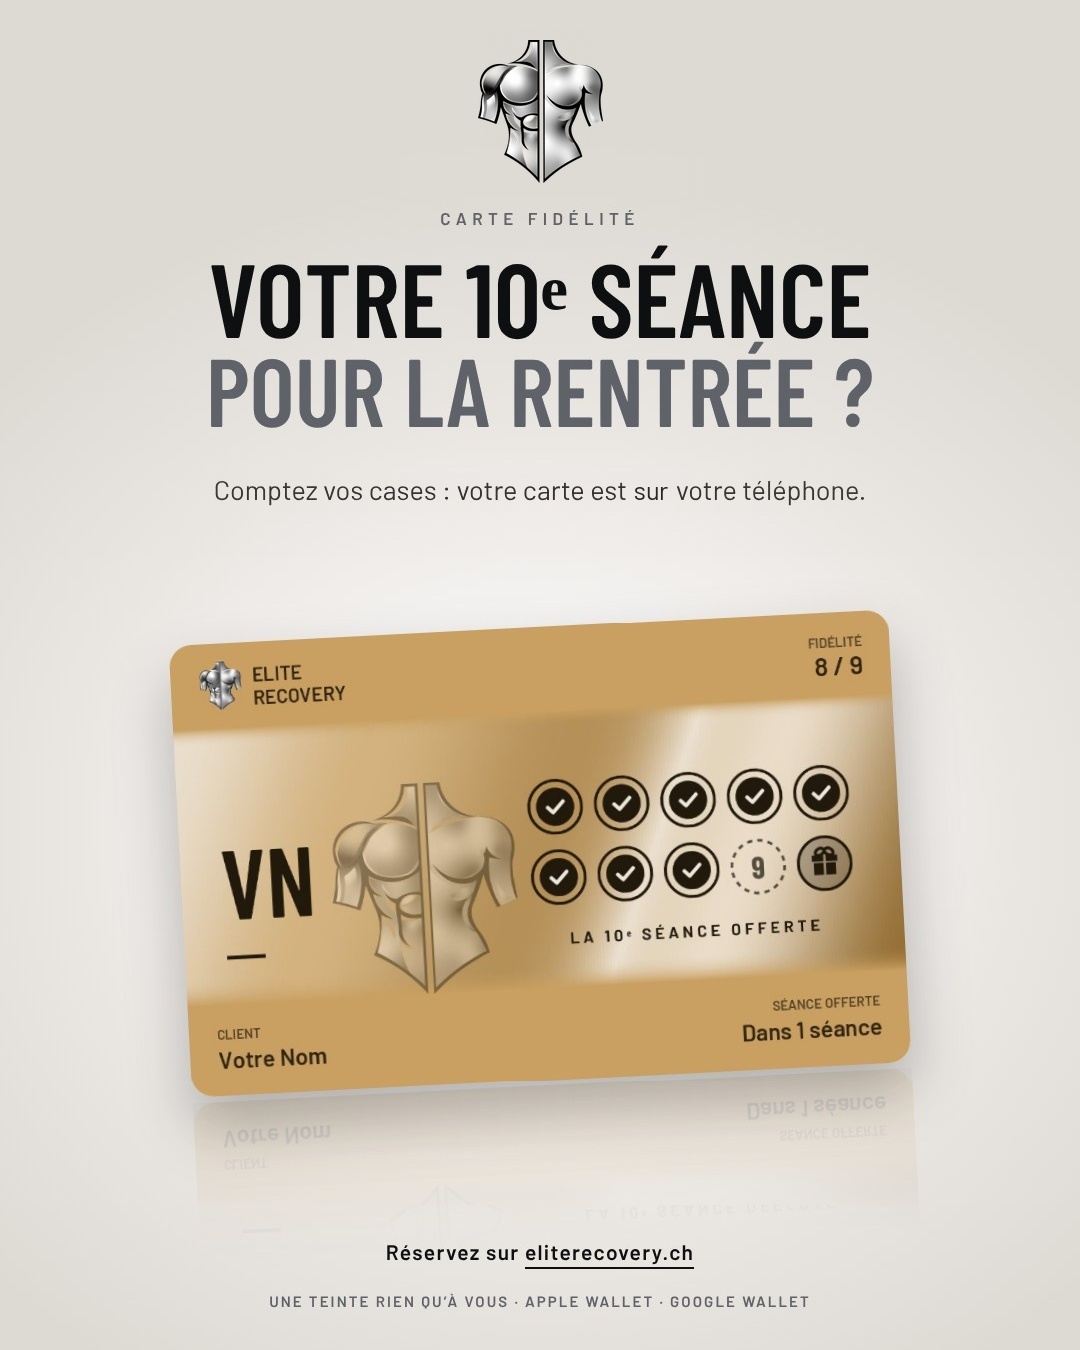 CARTE FIDÉLITÉ
VOTRE 10e SÉANCE
POUR LA RENTRÉE ?
Comptez vos cases : votre carte est sur votre téléphone.
ELITE
RECOVERY
FIDÉLITÉ
8 / 9
VN
9
LA 10e SÉANCE OFFERTE
CLIENT
Votre Nom
SÉANCE OFFERTE
Dans 1 séance
Réservez sur eliterecovery.ch
UNE TEINTE RIEN QU'À VOUS · APPLE WALLET · GOOGLE WALLET